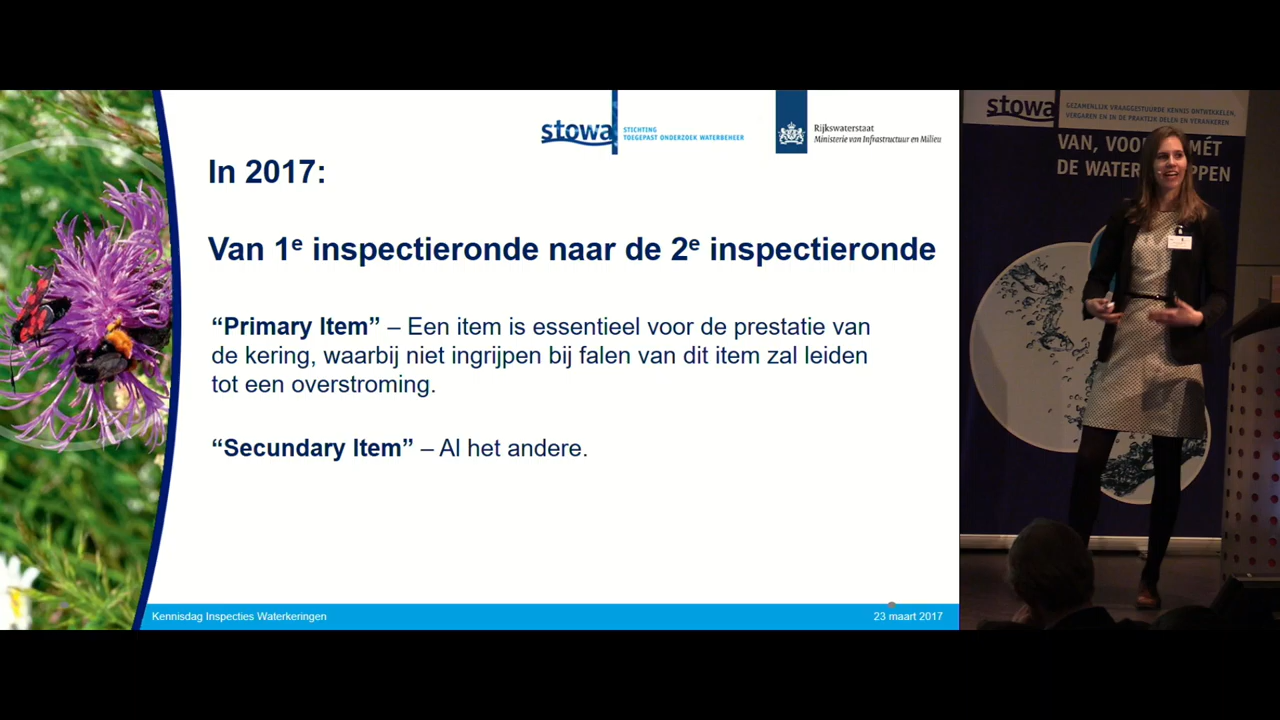 stowa
STICHTING
TOEGEPAST ONDERZOEK WATERBEHEER
Rijkswaterstaat
Ministerie van Infrastructuur en Milieu
In 2017:
Van 1e inspectieronde naar de 2e inspectieronde
“Primary Item” – Een item is essentieel voor de prestatie van
de kering, waarbij niet ingrijpen bij falen van dit item zal leiden
tot een overstroming.
“Secundary Item” – Al het andere.
Kennisdag Inspecties Waterkeringen
23 maart 2017
stowa
GEZAMENLIJK VRAAGGESTUURDE KENNIS ONTWIKKELEN,
VERGAREN EN IN DE PRAKTIJK DELEN EN VERANKEREN
VAN, VOO MÉT
DE WATER PPEN